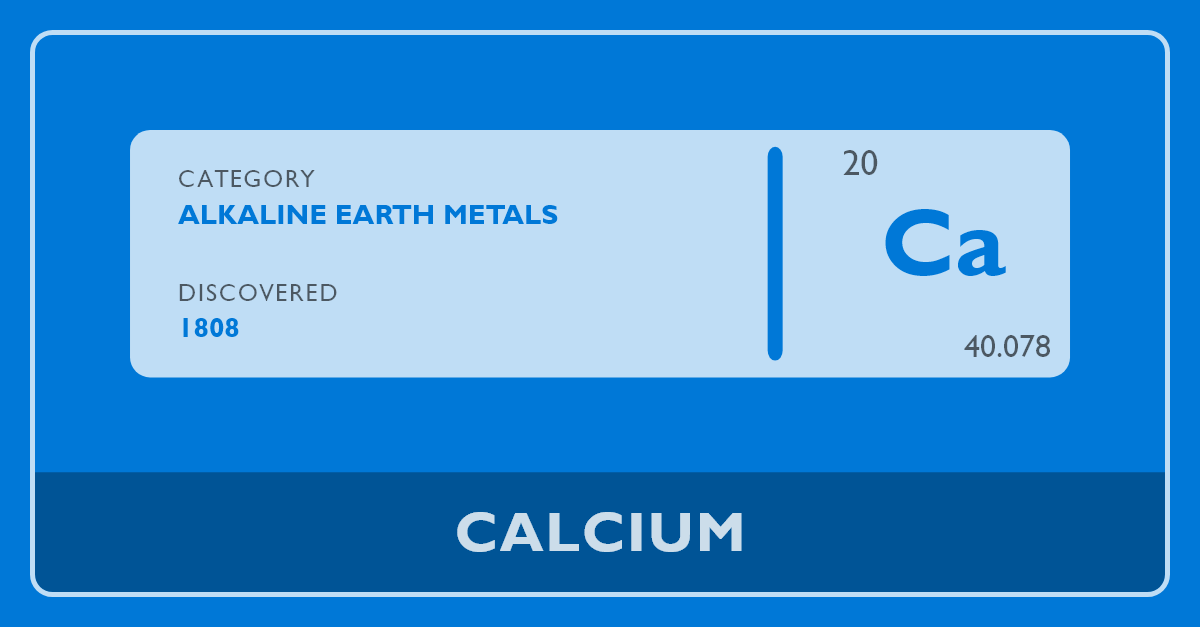 CATEGORY
ALKALINE EARTH METALS
DISCOVERED
1808
20
Ca
40.078
CALCIUM